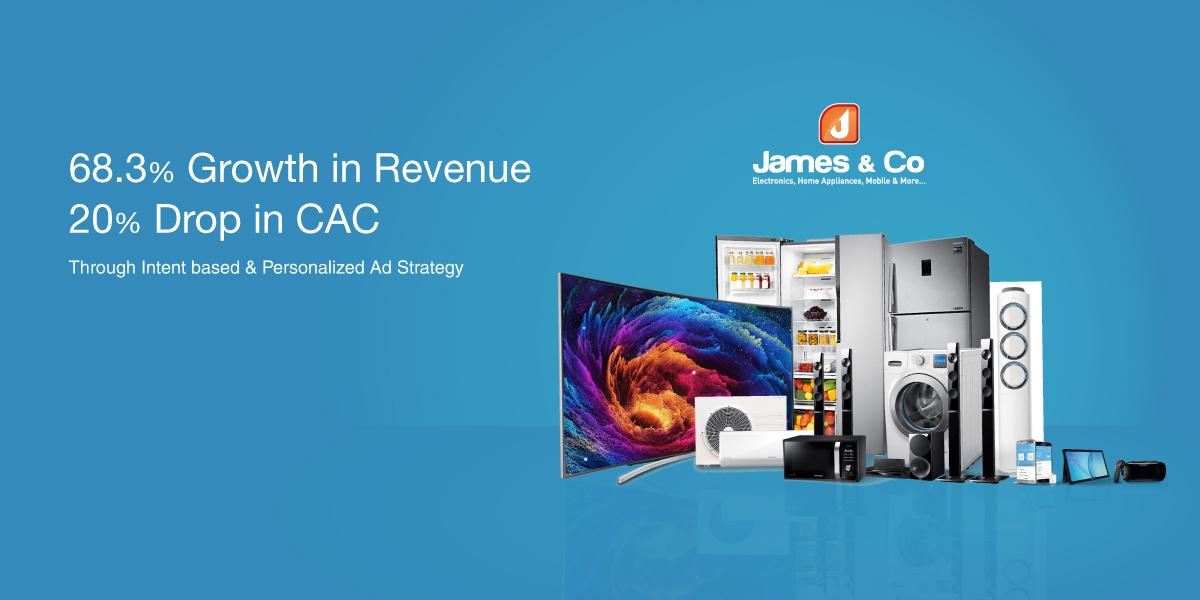 68.3% Growth in Revenue
20% Drop in CAC
Through Intent based & Personalized Ad Strategy
J
James & Co
Electronics, Home Appliances, Mobile & More...